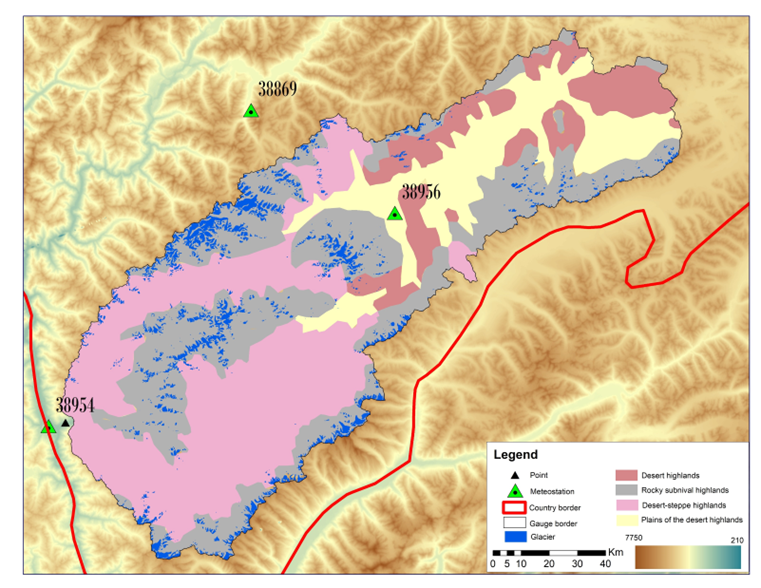 38869
38956
38954
Legend
Point
Meteostation
Country border
Gauge border
Glacier
Desert highlands
Rocky subnival highlands
Desert-steppe highlands
Plains of the desert highlands
0 5 10 20 30 40 Km
7750 210